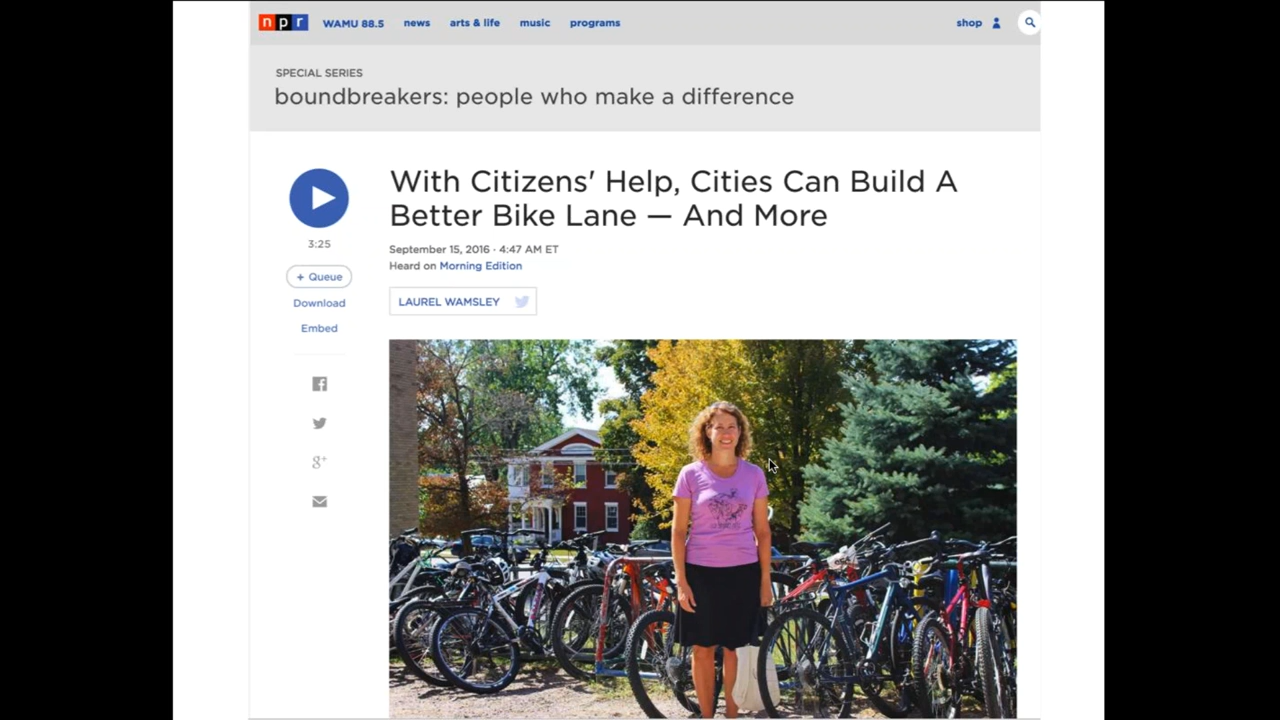 npr WAMU 88.5 news arts & life music programs shop
SPECIAL SERIES
boundbreakers: people who make a difference
With Citizens' Help, Cities Can Build A
Better Bike Lane — And More
3:25
September 15, 2016 · 4:47 AM ET
Heard on Morning Edition
+ Queue
Download
LAUREL WAMSLEY
Embed
g+